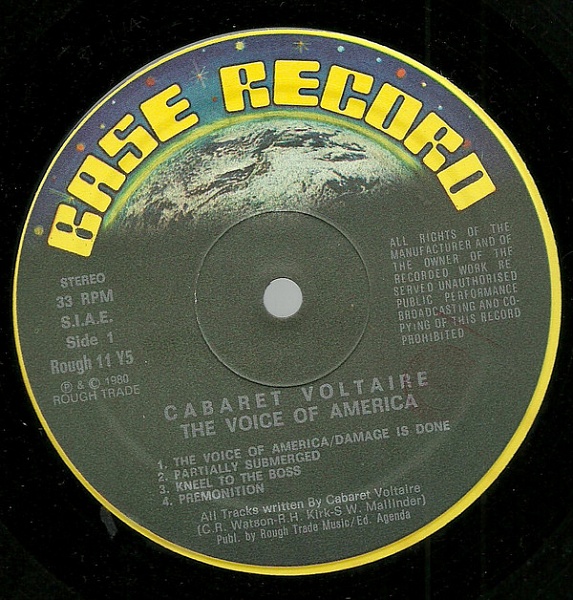 BASE RECORD
STEREO
33 RPM
S.I.A.E.
Side 1
Rough 11 Y5
℗ & © 1980
ROUGH TRADE
ALL RIGHTS OF THE
MANUFACTURER AND OF
THE OWNER OF THE
RECORDED WORK RE
SERVED UNAUTHORISED
PUBLIC PERFORMANCE
BROADCASTING AND CO-
PYING OF THIS RECORD
PROHIBITED
CABARET VOLTAIRE
THE VOICE OF AMERICA
1. THE VOICE OF AMERICA/DAMAGE IS DONE
2. PARTIALLY SUBMERGED
3. KNEEL TO THE BOSS
4. PREMONITION
All Tracks written By Cabaret Voltaire
(C.R. Watson-R.H. Kirk-S.W. Mallinder)
Publ. by Rough Trade Music/Ed. Agenda